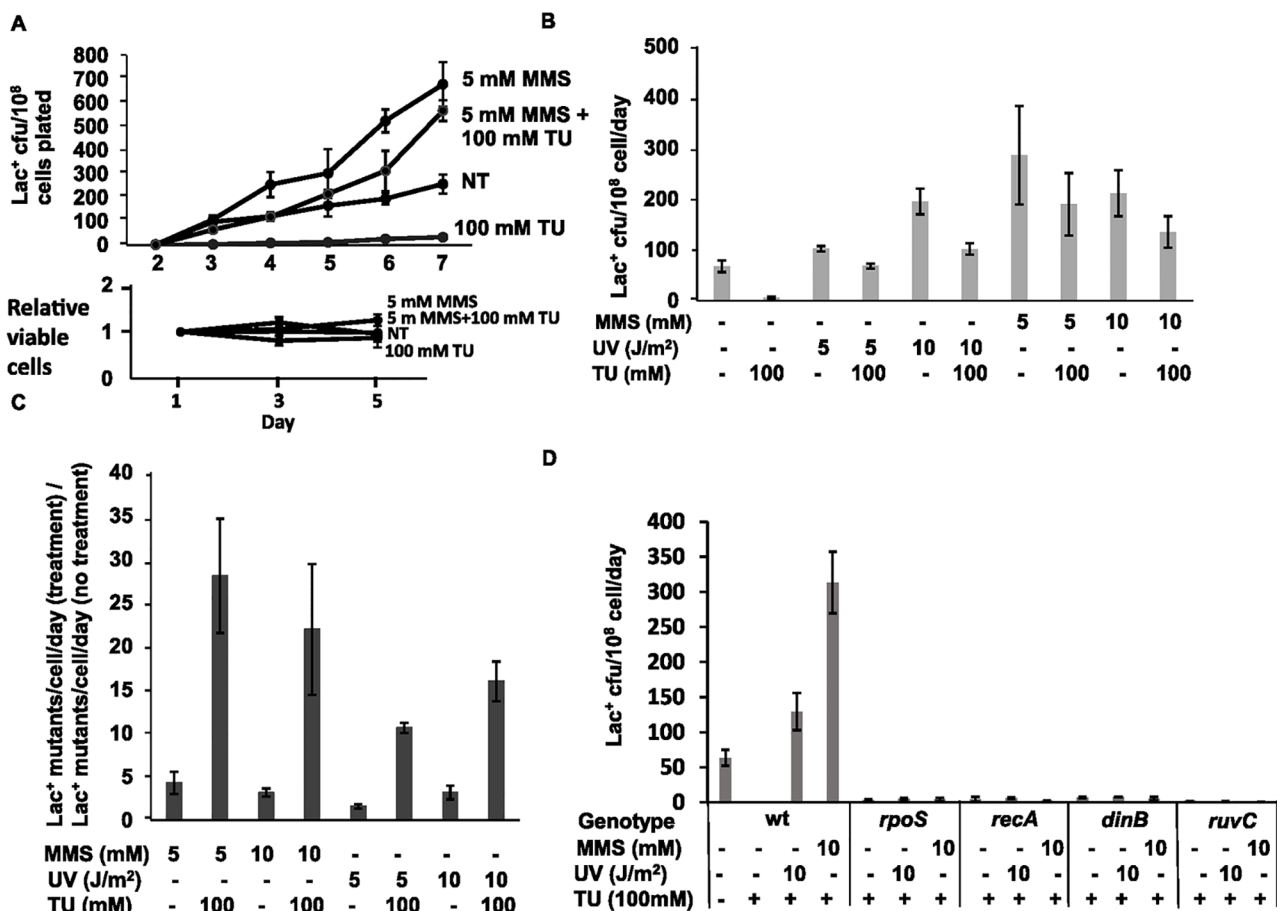 A
Lac⁺ cfu/10⁸
cells plated
800
700
600
500
400
300
200
100
0
2 3 4 5 6 7
5 mM MMS
5 mM MMS +
100 mM TU
NT
100 mM TU
Relative
viable
cells
2
1
0
5 mM MMS
5 m MMS+100 mM TU
NT
100 mM TU
1 3 5
Day
B
Lac⁺ cfu/10⁸ cell/day
500
400
300
200
100
0
MMS (mM) - - - - - - 5 5 10 10
UV (J/m²) - - 5 5 10 10 - - - -
TU (mM) - 100 - 100 - 100 - 100 - 100
C
Lac⁺ mutants/cell/day (treatment) /
Lac⁺ mutants/cell/day (no treatment)
40
35
30
25
20
15
10
5
0
MMS (mM) 5 5 10 10 - - - -
UV (J/m²) - - - - 5 5 10 10
TU (mM) - 100 - 100 - 100 - 100
D
Lac⁺ cfu/10⁸ cell/day
400
350
300
250
200
150
100
50
0
Genotype wt rpoS recA dinB ruvC
MMS (mM) - - - 10 - - 10 - - 10 - - 10 - - 10
UV (J/m²) - - 10 - - 10 - - 10 - - 10 - - 10 -
TU (100mM) - + + + + + + + + + + + + + + +